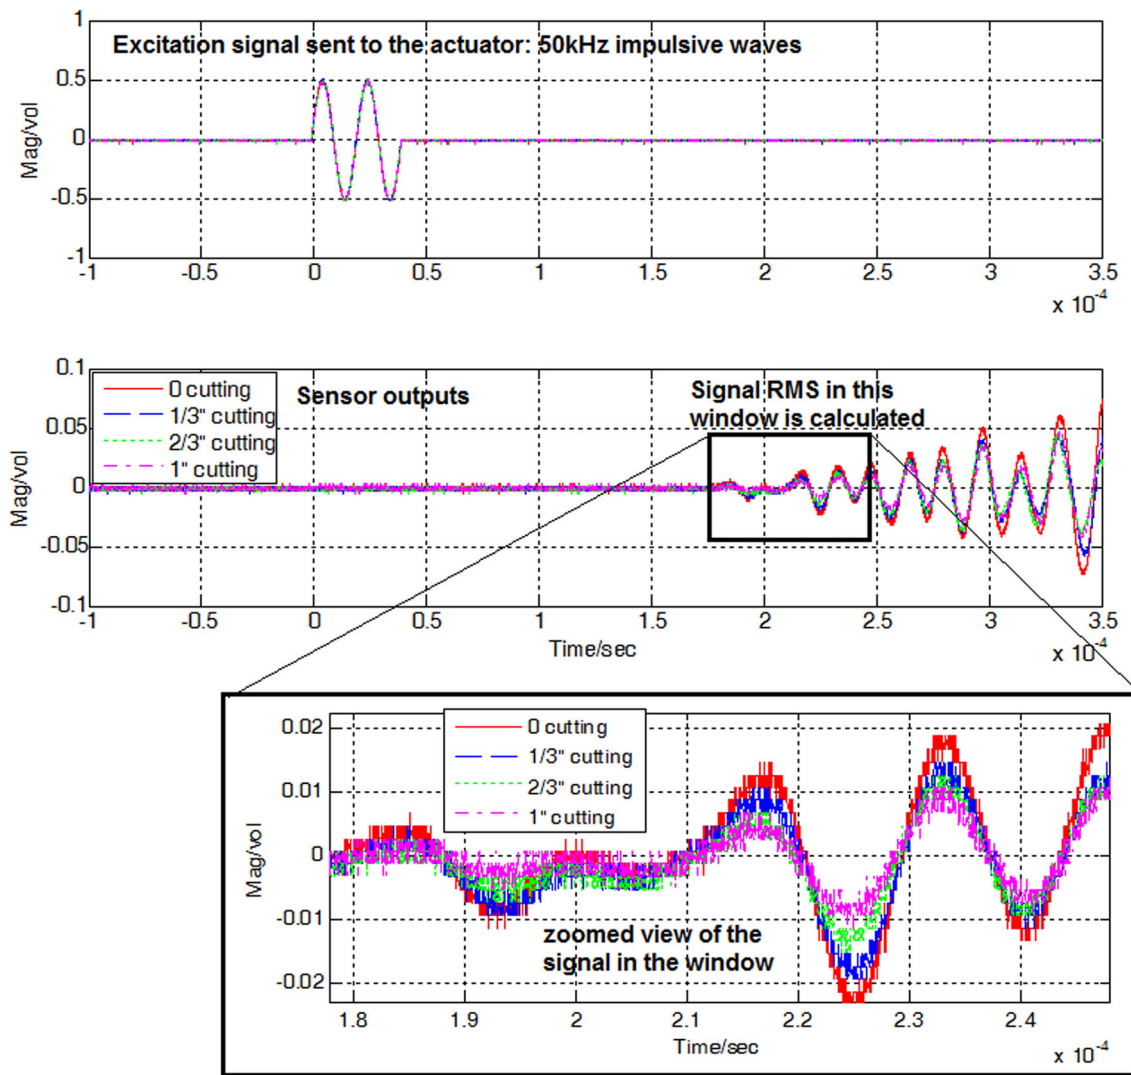 Excitation signal sent to the actuator: 50kHz impulsive waves
Mag/vol
1
0.5
0
-0.5
-1
-1 -0.5 0 0.5 1 1.5 2 2.5 3 3.5
x 10-4
Sensor outputs
Signal RMS in this
window is calculated
0 cutting
1/3" cutting
2/3" cutting
1" cutting
Mag/vol
0.1
0.05
0
-0.05
-0.1
-1 -0.5 0 0.5 1 1.5 2 2.5 3 3.5
Time/sec
x 10-4
0 cutting
1/3" cutting
2/3" cutting
1" cutting
Mag/vol
0.02
0.01
0
-0.01
-0.02
zoomed view of the
signal in the window
1.8 1.9 2 2.1 2.2 2.3 2.4
Time/sec
x 10-4